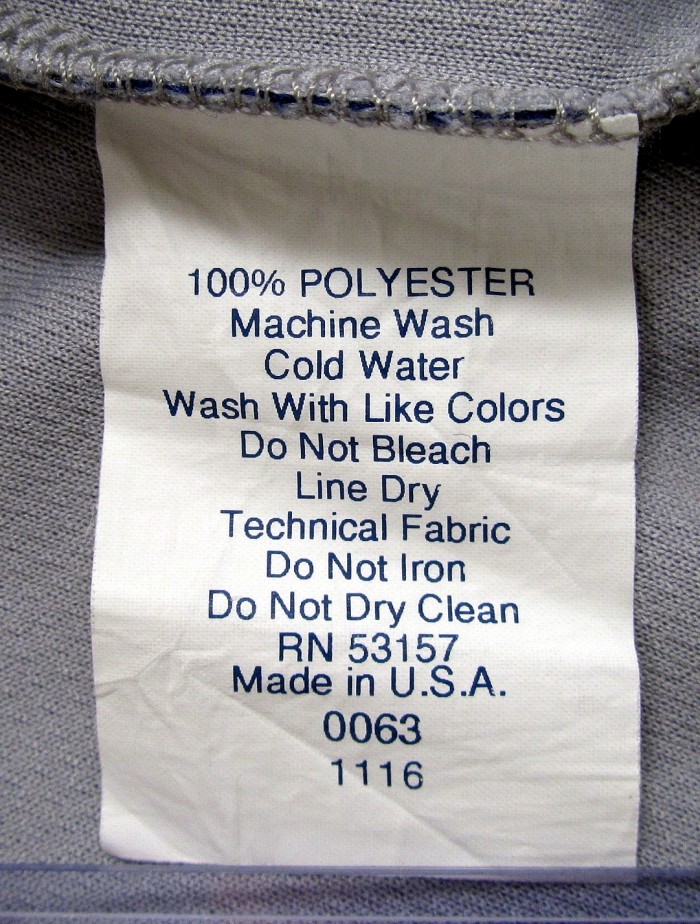 100% POLYESTER
Machine Wash
Cold Water
Wash With Like Colors
Do Not Bleach
Line Dry
Technical Fabric
Do Not Iron
Do Not Dry Clean
RN 53157
Made in U.S.A.
0063
1116